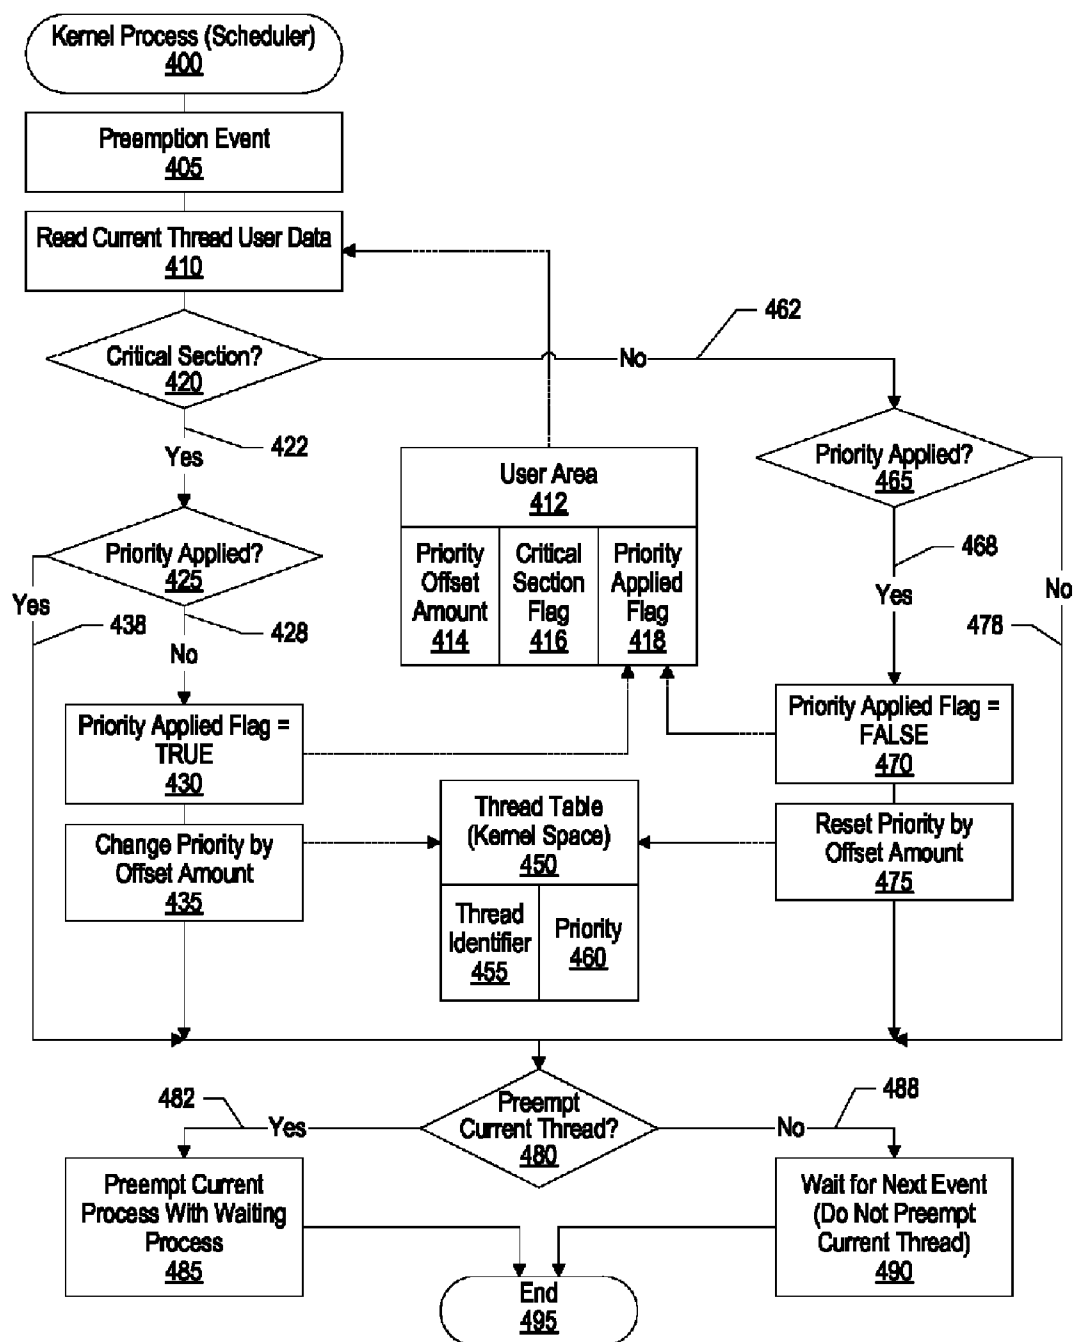 Kernel Process (Scheduler)
400
Preemption Event
405
Read Current Thread User Data
410
462
Critical Section?
420
No
422
Yes
User Area
412
Priority Applied?
465
Priority
Offset
Amount
414
Critical
Section
Flag
416
Priority
Applied
Flag
418
468
Priority Applied?
425
Yes
438
428
No
Yes
No
478
Priority Applied Flag =
TRUE
430
Priority Applied Flag =
FALSE
470
Thread Table
(Kernel Space)
450
Change Priority by
Offset Amount
435
Reset Priority by
Offset Amount
475
Thread
Identifier
455
Priority
460
482
Yes
Preempt
Current Thread?
480
No
488
Preempt Current
Process With Waiting
Process
485
Wait for Next Event
(Do Not Preempt
Current Thread)
490
End
495